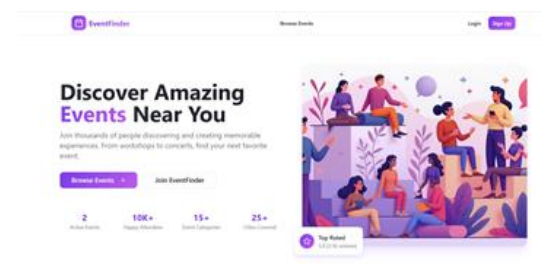 EventFinder
Browse Events
Login
Sign Up
Discover Amazing
Events Near You
Join thousands of people discovering and creating memorable
experiences. From workshops to concerts, find your next favorite
event.
Browse Events →
Join EventFinder
2
Active Events
10K+
Happy Attendees
15+
Event Categories
25+
Cities Covered
Top Rated